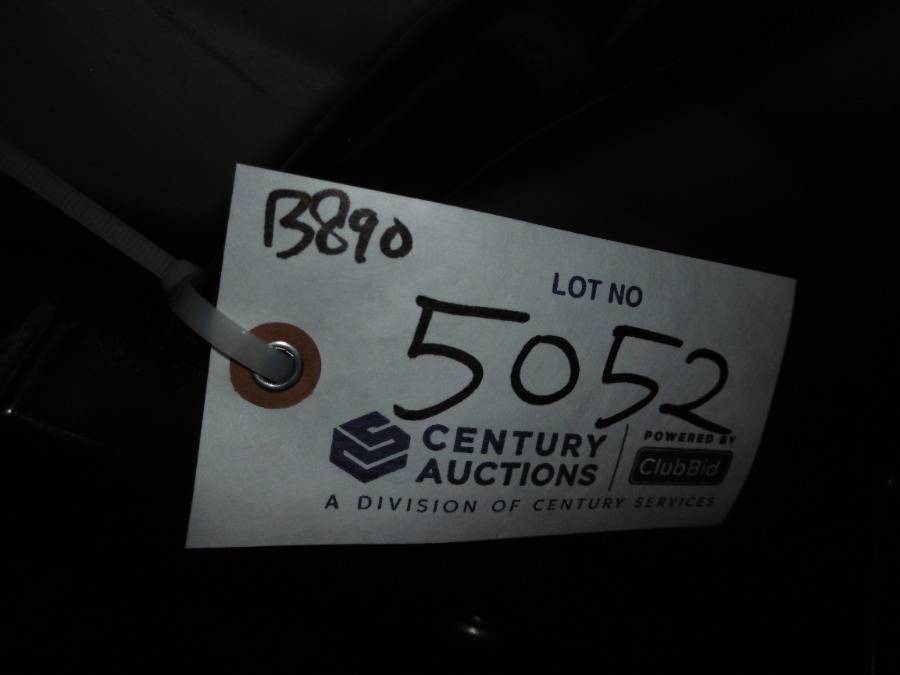 B890
LOT NO
5052
CENTURY AUCTIONS
POWERED BY
ClubBid
A DIVISION OF CENTURY SERVICES